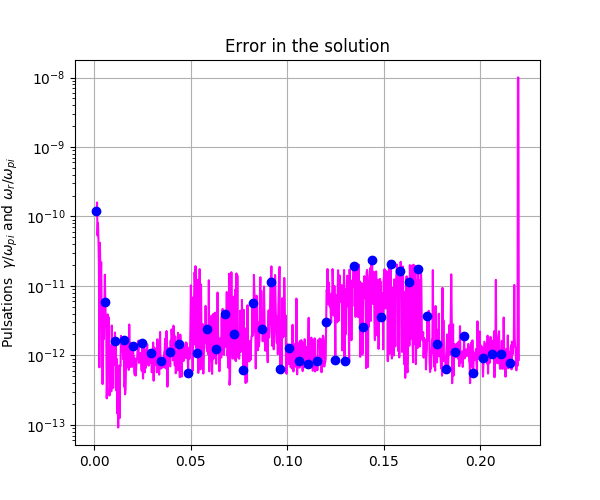 Error in the solution
Pulsations γ/ω_pi and ω_r/ω_pi
10⁻⁸
10⁻⁹
10⁻¹⁰
10⁻¹¹
10⁻¹²
10⁻¹³
0.00 0.05 0.10 0.15 0.20